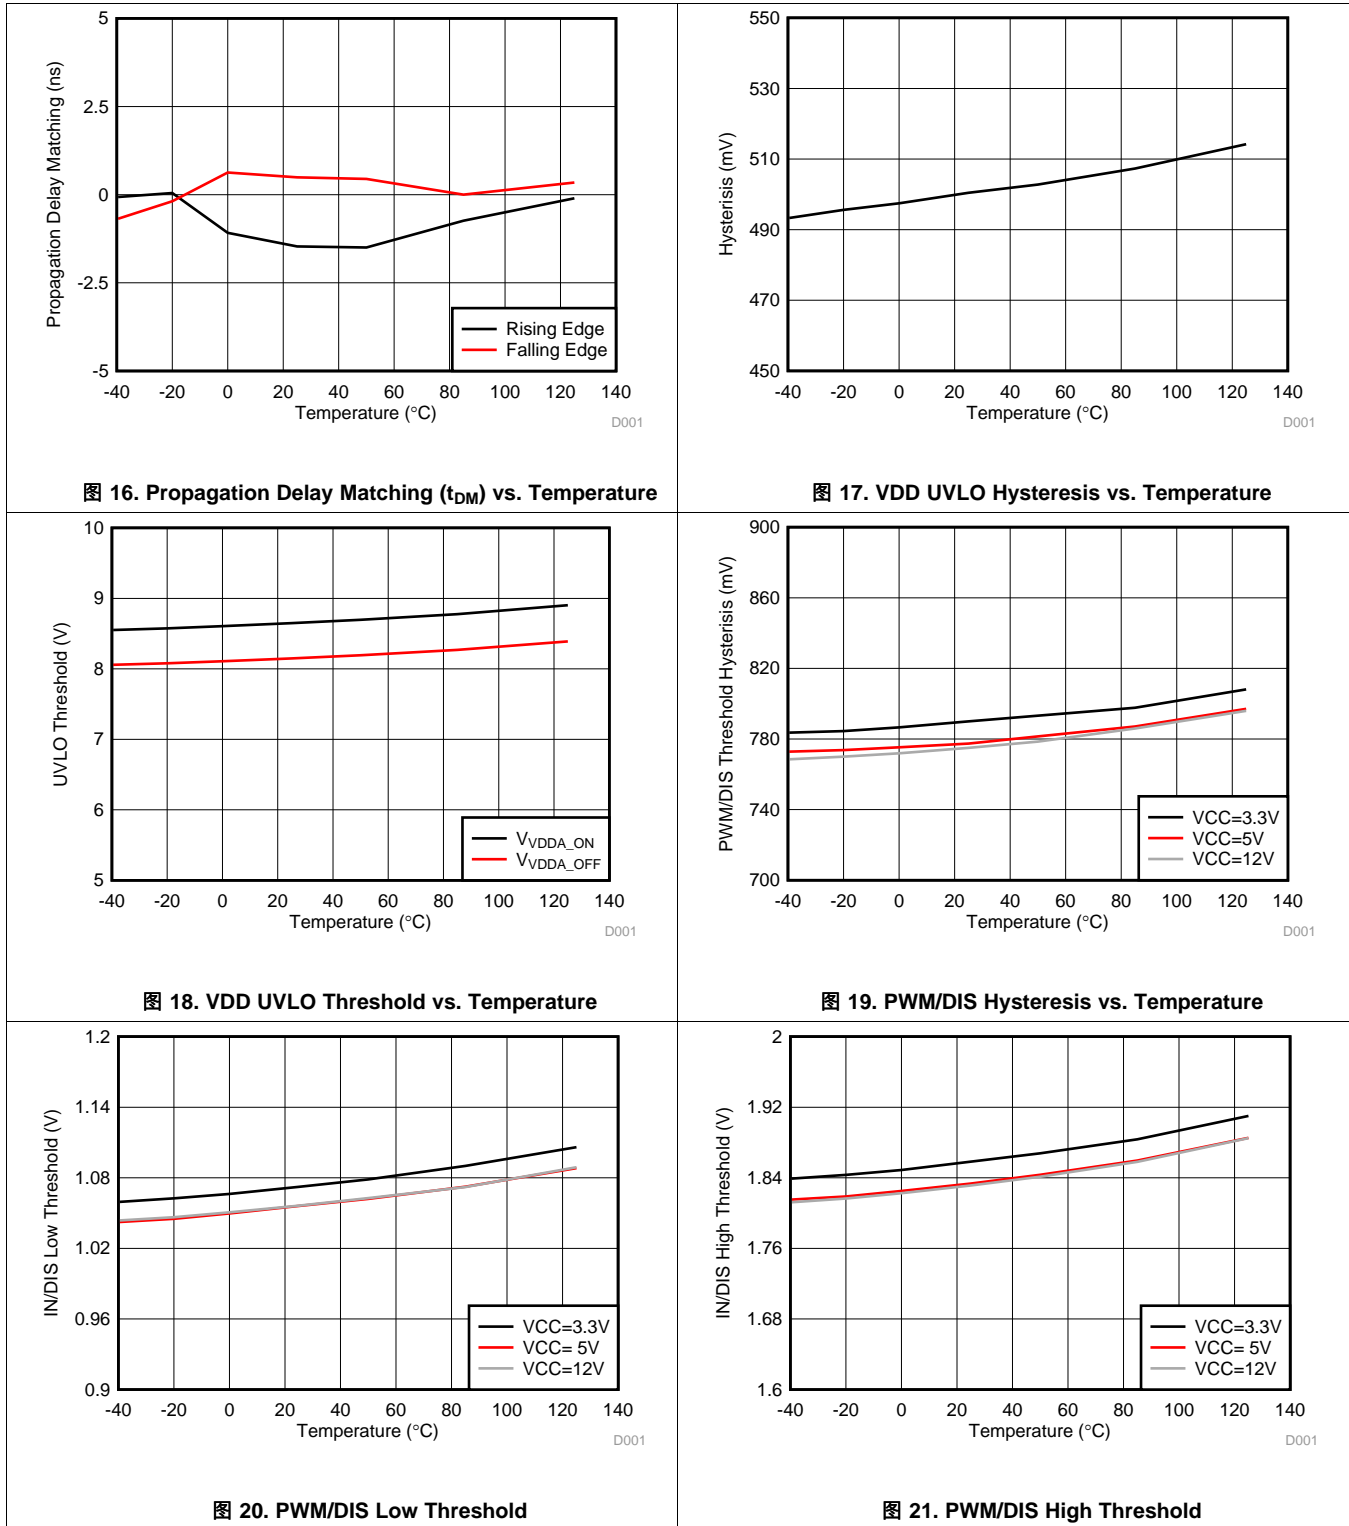 5
2.5
0
-2.5
-5
Propagation Delay Matching (ns)
-40 -20 0 20 40 60 80 100 120 140
Temperature (°C)
Rising Edge
Falling Edge
D001
图 16. Propagation Delay Matching (tDM) vs. Temperature
550
530
510
490
470
450
Hysterisis (mV)
-40 -20 0 20 40 60 80 100 120 140
Temperature (°C)
D001
图 17. VDD UVLO Hysteresis vs. Temperature
10
9
8
7
6
5
UVLO Threshold (V)
-40 -20 0 20 40 60 80 100 120 140
Temperature (°C)
VVDDA_ON
VVDDA_OFF
D001
图 18. VDD UVLO Threshold vs. Temperature
900
860
820
780
740
700
PWM/DIS Threshold Hysterisis (mV)
-40 -20 0 20 40 60 80 100 120 140
Temperature (°C)
VCC=3.3V
VCC=5V
VCC=12V
D001
图 19. PWM/DIS Hysteresis vs. Temperature
1.2
1.14
1.08
1.02
0.96
0.9
IN/DIS Low Threshold (V)
-40 -20 0 20 40 60 80 100 120 140
Temperature (°C)
VCC=3.3V
VCC= 5V
VCC=12V
D001
图 20. PWM/DIS Low Threshold
2
1.92
1.84
1.76
1.68
1.6
IN/DIS High Threshold (V)
-40 -20 0 20 40 60 80 100 120 140
Temperature (°C)
VCC=3.3V
VCC= 5V
VCC=12V
D001
图 21. PWM/DIS High Threshold